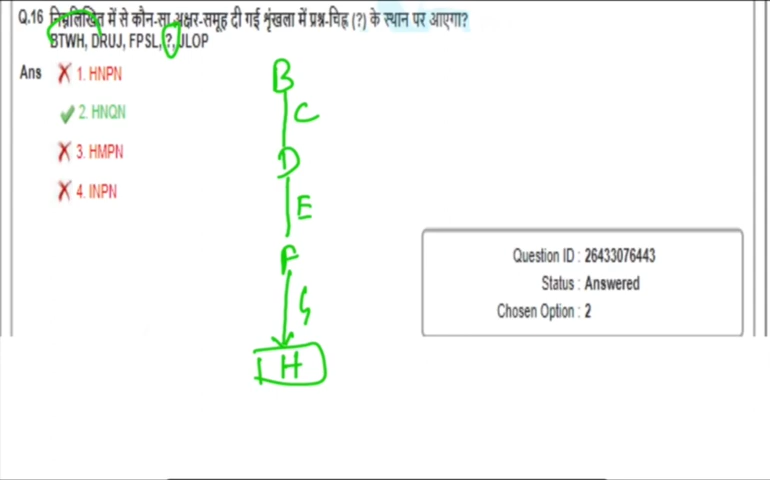 Q.16 निम्नलिखित में से कौन-सा अक्षर-समूह दी गई शृंखला में प्रश्न-चिह्न (?) के स्थान पर आएगा?
BTWH, DRUJ, FPSL, ?, JLOP
Ans X 1. HNPN
✓ 2. HNQN
X 3. HMPN
X 4. INPN
B
C
D
E
F
G
H
Question ID : 26433076443
Status : Answered
Chosen Option : 2